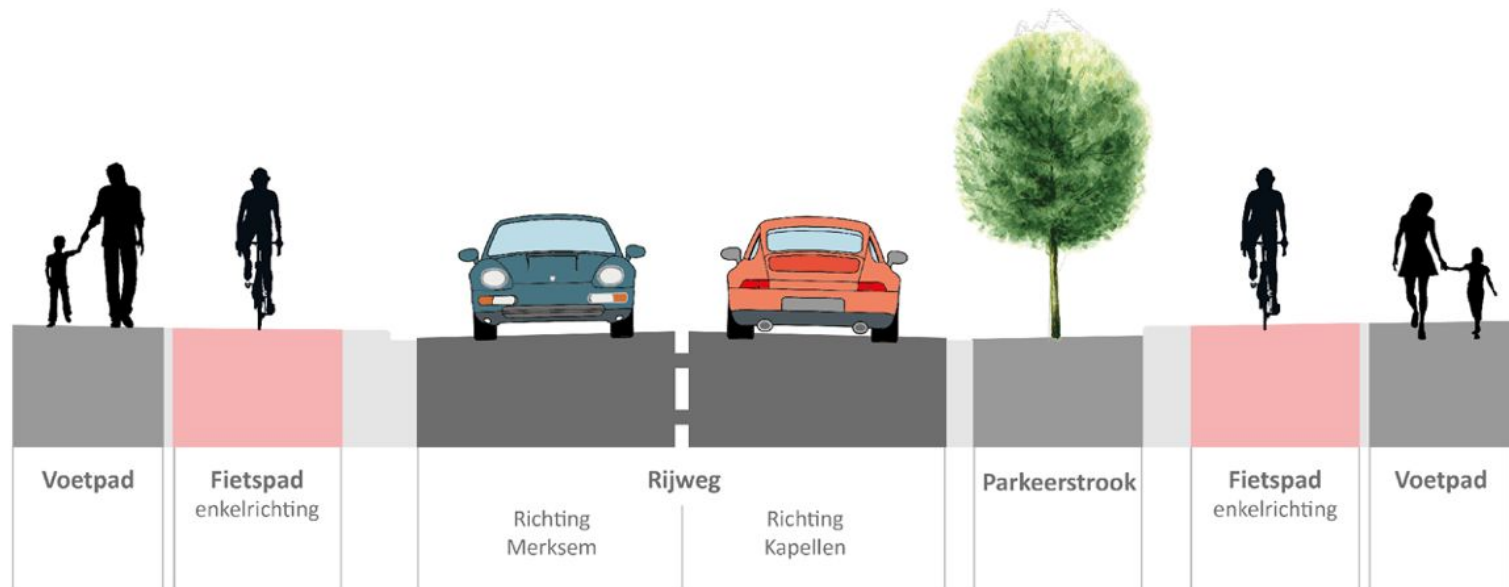 Voetpad
Fietspad
enkelrichting
Rijweg
Richting
Merksem
Richting
Kapellen
Parkeerstrook
Fietspad
enkelrichting
Voetpad